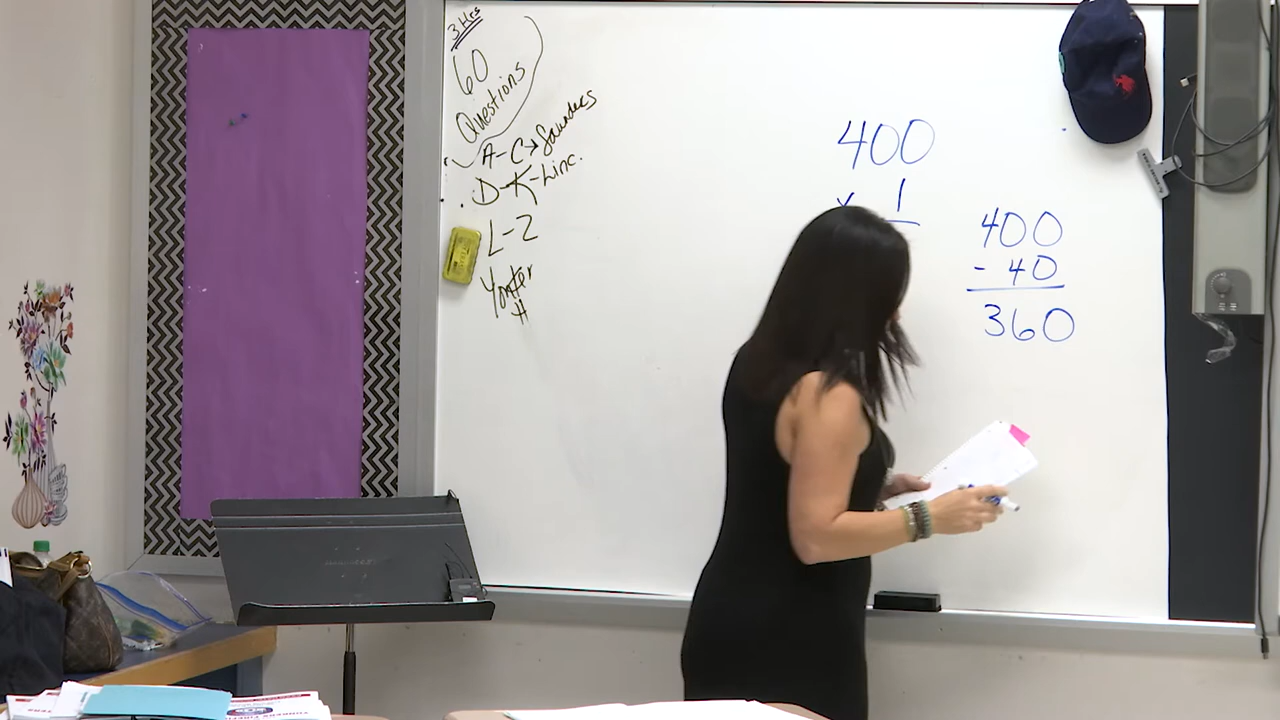 3 Hrs
60
Questions
A-C→Saunders
D-K-Linc.
L-Z
Yonker
#
400
x 1
400
- 40
360